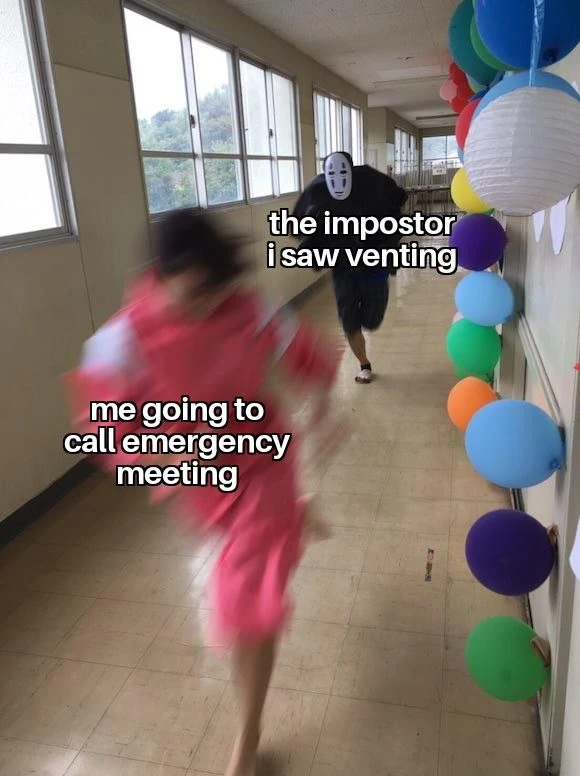 the impostor
i saw venting
me going to
call emergency
meeting